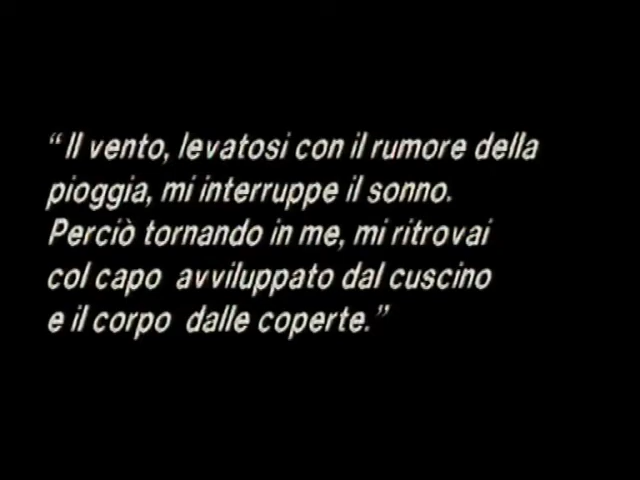 “Il vento, levatosi con il rumore della
pioggia, mi interruppe il sonno.
Perciò tornando in me, mi ritrovai
col capo avviluppato dal cuscino
e il corpo dalle coperte.”